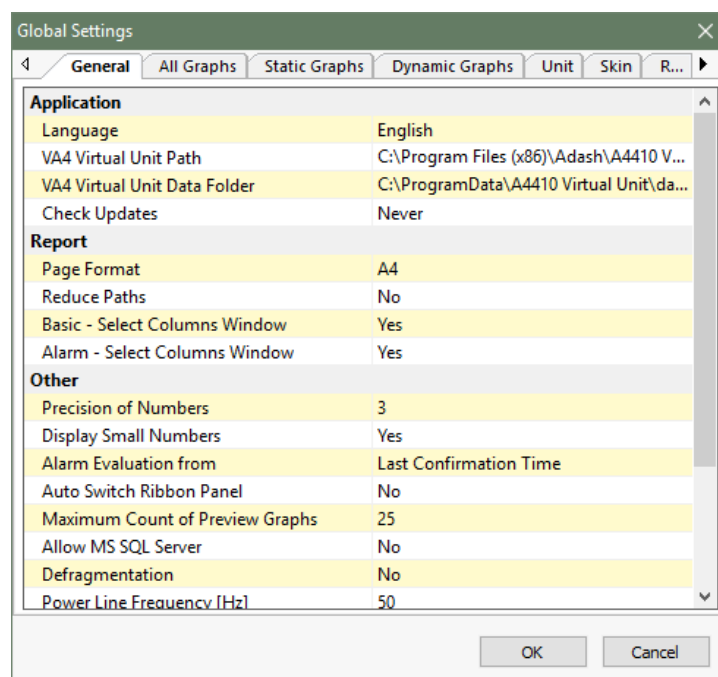 Global Settings
General All Graphs Static Graphs Dynamic Graphs Unit Skin R...
Application
Language English
VA4 Virtual Unit Path C:\Program Files (x86)\Adash\A4410 V...
VA4 Virtual Unit Data Folder C:\ProgramData\A4410 Virtual Unit\da...
Check Updates Never
Report
Page Format A4
Reduce Paths No
Basic - Select Columns Window Yes
Alarm - Select Columns Window Yes
Other
Precision of Numbers 3
Display Small Numbers Yes
Alarm Evaluation from Last Confirmation Time
Auto Switch Ribbon Panel No
Maximum Count of Preview Graphs 25
Allow MS SQL Server No
Defragmentation No
Power Line Frequency [Hz] 50
OK Cancel